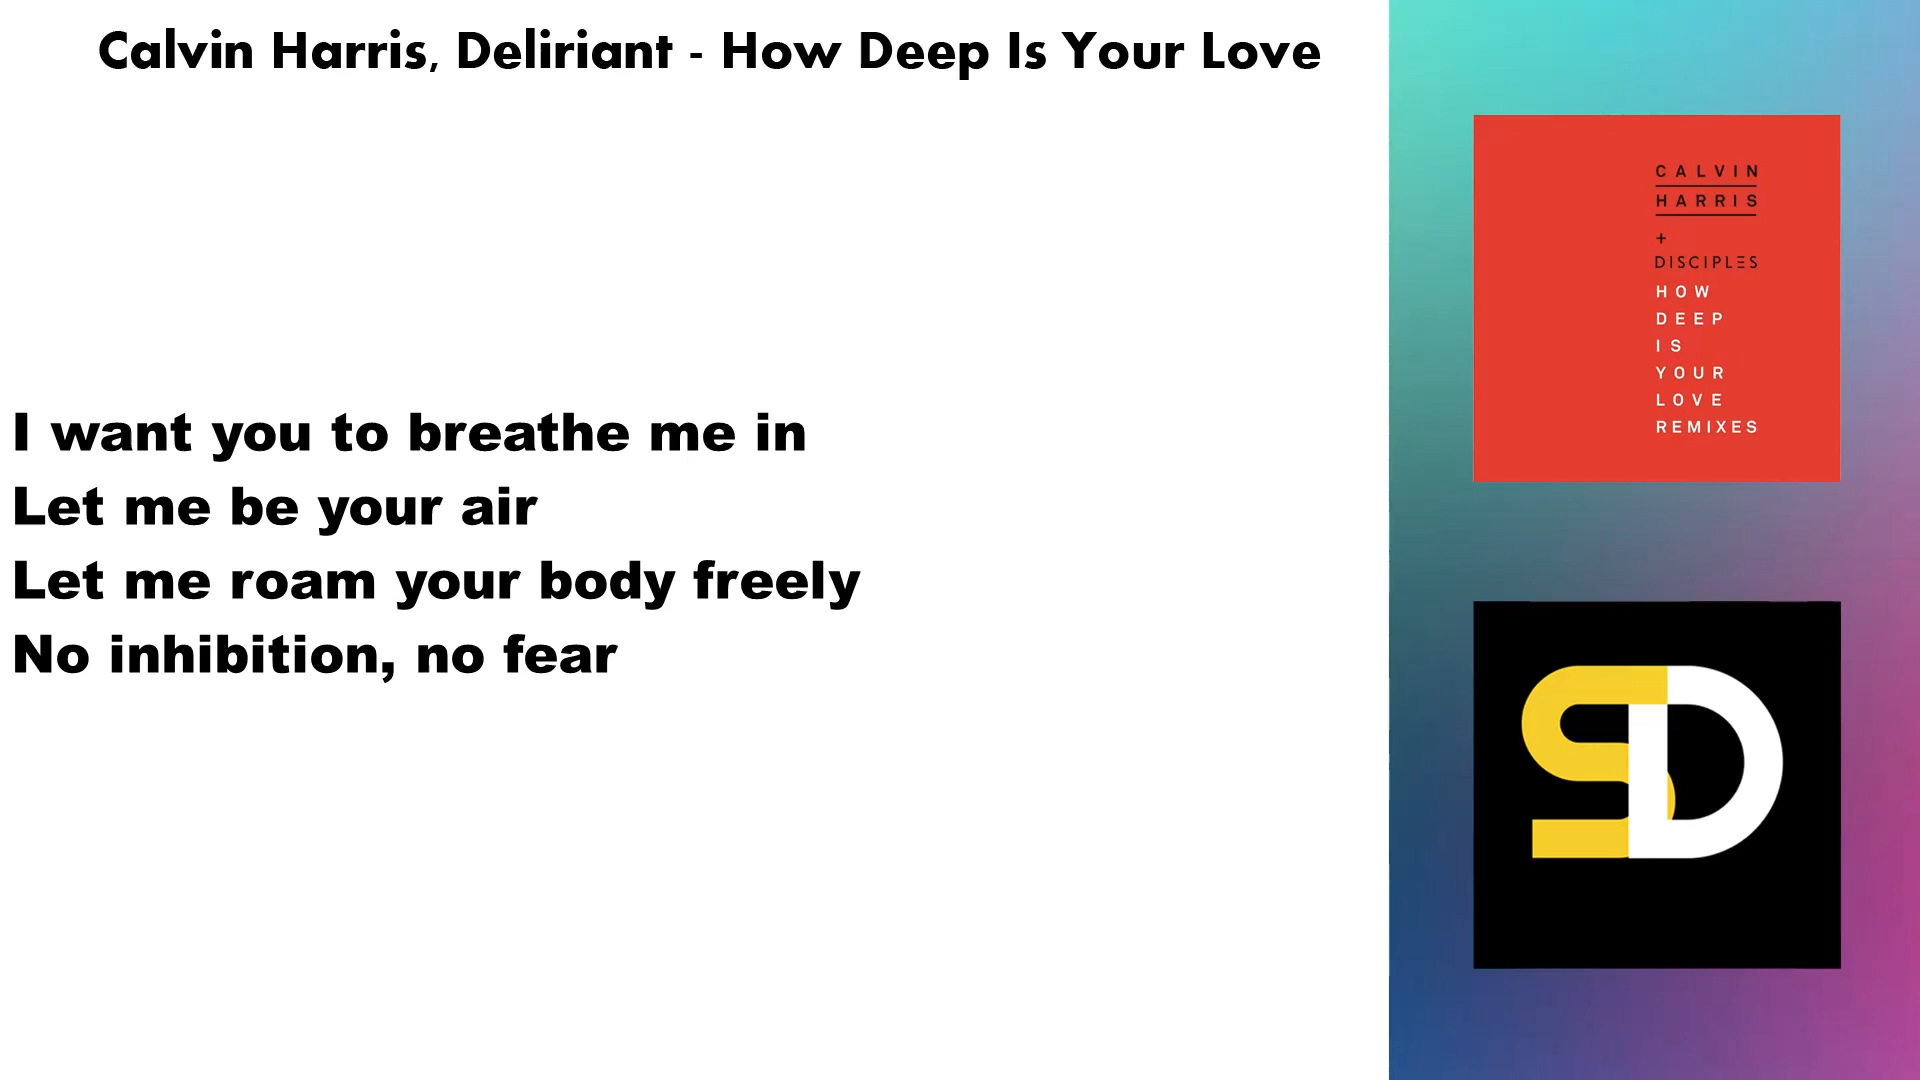 Calvin Harris, Deliriant - How Deep Is Your Love
I want you to breathe me in
Let me be your air
Let me roam your body freely
No inhibition, no fear
CALVIN
HARRIS
+
DISCIPLES
HOW
DEEP
IS
YOUR
LOVE
REMIXES
SD